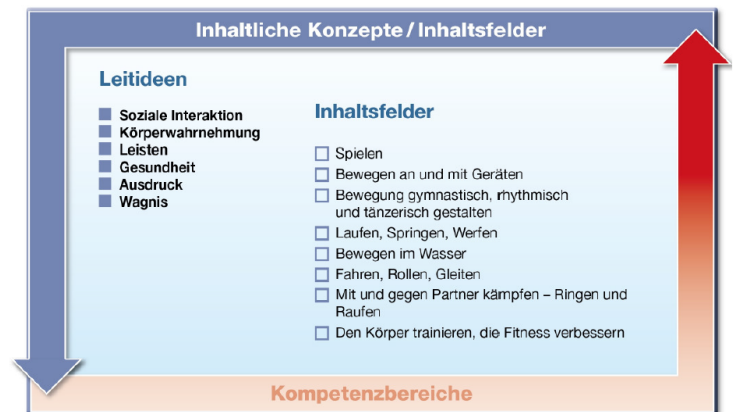 Inhaltliche Konzepte / Inhaltsfelder
Leitideen
Soziale Interaktion
Körperwahrnehmung
Leisten
Gesundheit
Ausdruck
Wagnis
Inhaltsfelder
Spielen
Bewegen an und mit Geräten
Bewegung gymnastisch, rhythmisch
und tänzerisch gestalten
Laufen, Springen, Werfen
Bewegen im Wasser
Fahren, Rollen, Gleiten
Mit und gegen Partner kämpfen – Ringen und
Raufen
Den Körper trainieren, die Fitness verbessern
Kompetenzbereiche